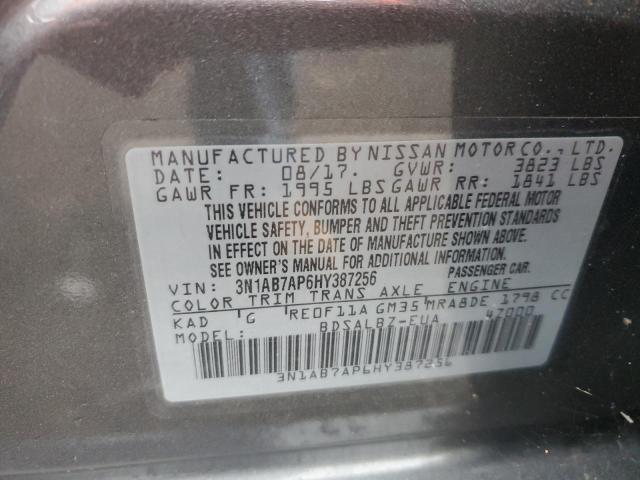 MANUFACTURED BY NISSAN MOTOR CO., LTD.
DATE: 08/17. GVWR: 3823 LBS
GAWR FR: 1995 LBS GAWR RR: 1841 LBS
THIS VEHICLE CONFORMS TO ALL APPLICABLE FEDERAL MOTOR
VEHICLE SAFETY, BUMPER AND THEFT PREVENTION STANDARDS
IN EFFECT ON THE DATE OF MANUFACTURE SHOWN ABOVE.
SEE OWNER'S MANUAL FOR ADDITIONAL INFORMATION.
VIN: 3N1AB7AP6HY387256 PASSENGER CAR.
COLOR TRIM TRANS AXLE ENGINE
KAD G RE0F11A GM35 MRA8DE 1798 CC
MODEL: BDSALBZ-EUA 47000
3N1AB7AP6HY387256